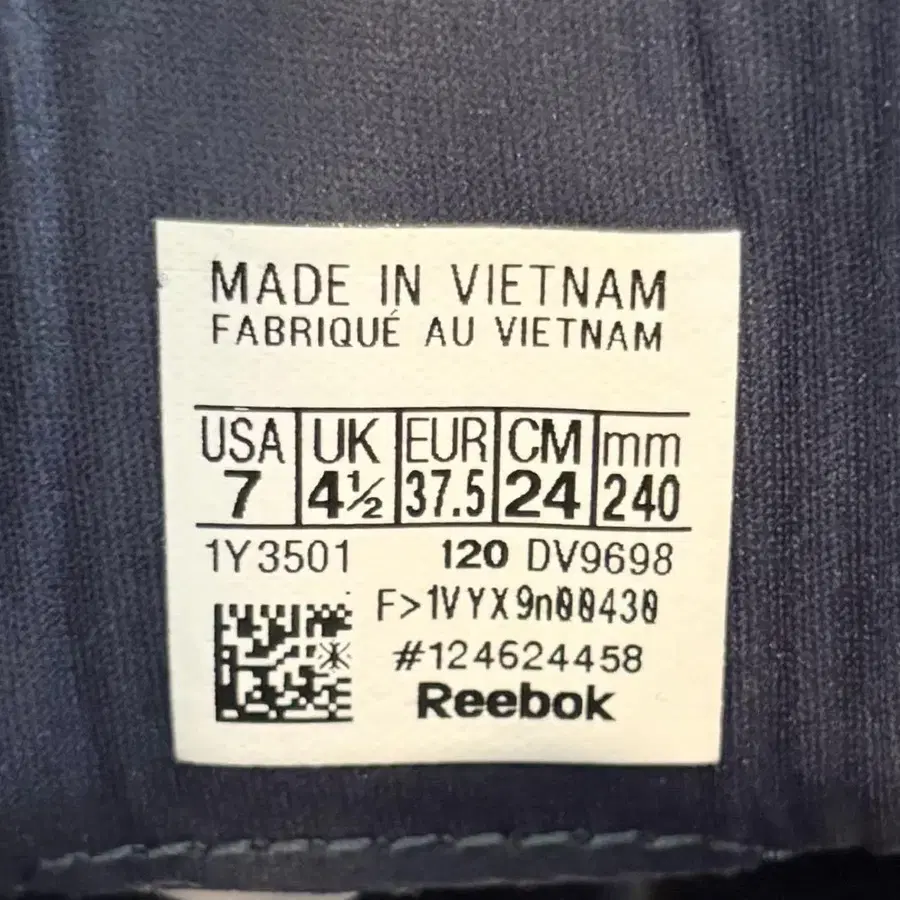 MADE IN VIETNAM
FABRIQUÉ AU VIETNAM
USA UK EUR CM mm
7 4½ 37.5 24 240
1Y3501 120 DV9698
F>1VYX9n00430
#124624458
Reebok